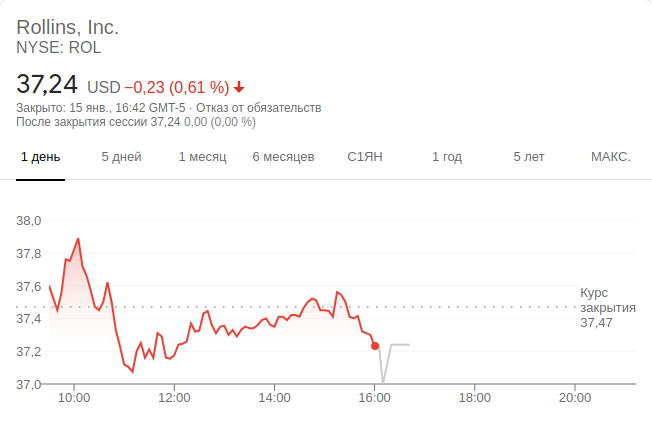 Rollins, Inc.
NYSE: ROL
37,24 USD −0,23 (0,61 %)
Закрыто: 15 янв., 16:42 GMT-5 · Отказ от обязательств
После закрытия сессии 37,24 0,00 (0,00 %)
1 день 5 дней 1 месяц 6 месяцев С1ЯН 1 год 5 лет МАКС.
38,0
37,8
37,6
37,4
37,2
37,0
Курс
закрытия
37,47
10:00 12:00 14:00 16:00 18:00 20:00